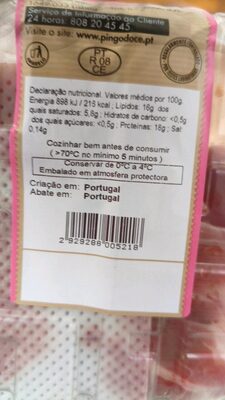 Serviço de Informação ao Cliente
24 horas: 808 20 45 45
Visite o site: www.pingodoce.pt
PT
R 08
CE
Declaração nutricional. Valores médios por 100g.
Energia 898 kJ / 216 kcal ; Lípidos: 16g dos
quais saturados: 5,8g ; Hidratos de carbono: <0,5g
dos quais açúcares: <0,5g ; Proteínas: 18g ; Sal
0,14g
Cozinhar bem antes de consumir
( >70ºC no mínimo 5 minutos )
Conservar de 0ºC a 4ºC
Embalado em atmosfera protectora
Criação em: Portugal
Abate em: Portugal
2 929288 005218